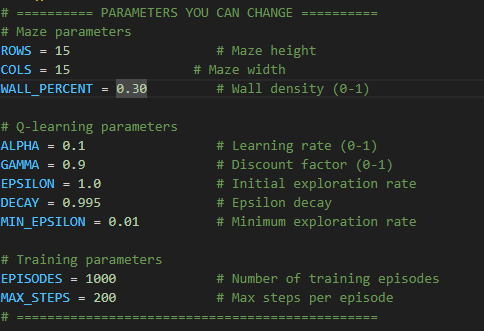 # ========== PARAMETERS YOU CAN CHANGE ==========
# Maze parameters
ROWS = 15                    # Maze height
COLS = 15                 # Maze width
WALL_PERCENT = 0.30         # Wall density (0-1)

# Q-learning parameters
ALPHA = 0.1                 # Learning rate (0-1)
GAMMA = 0.9                 # Discount factor (0-1)
EPSILON = 1.0               # Initial exploration rate
DECAY = 0.995               # Epsilon decay
MIN_EPSILON = 0.01          # Minimum exploration rate

# Training parameters
EPISODES = 1000             # Number of training episodes
MAX_STEPS = 200             # Max steps per episode
# ===============================================